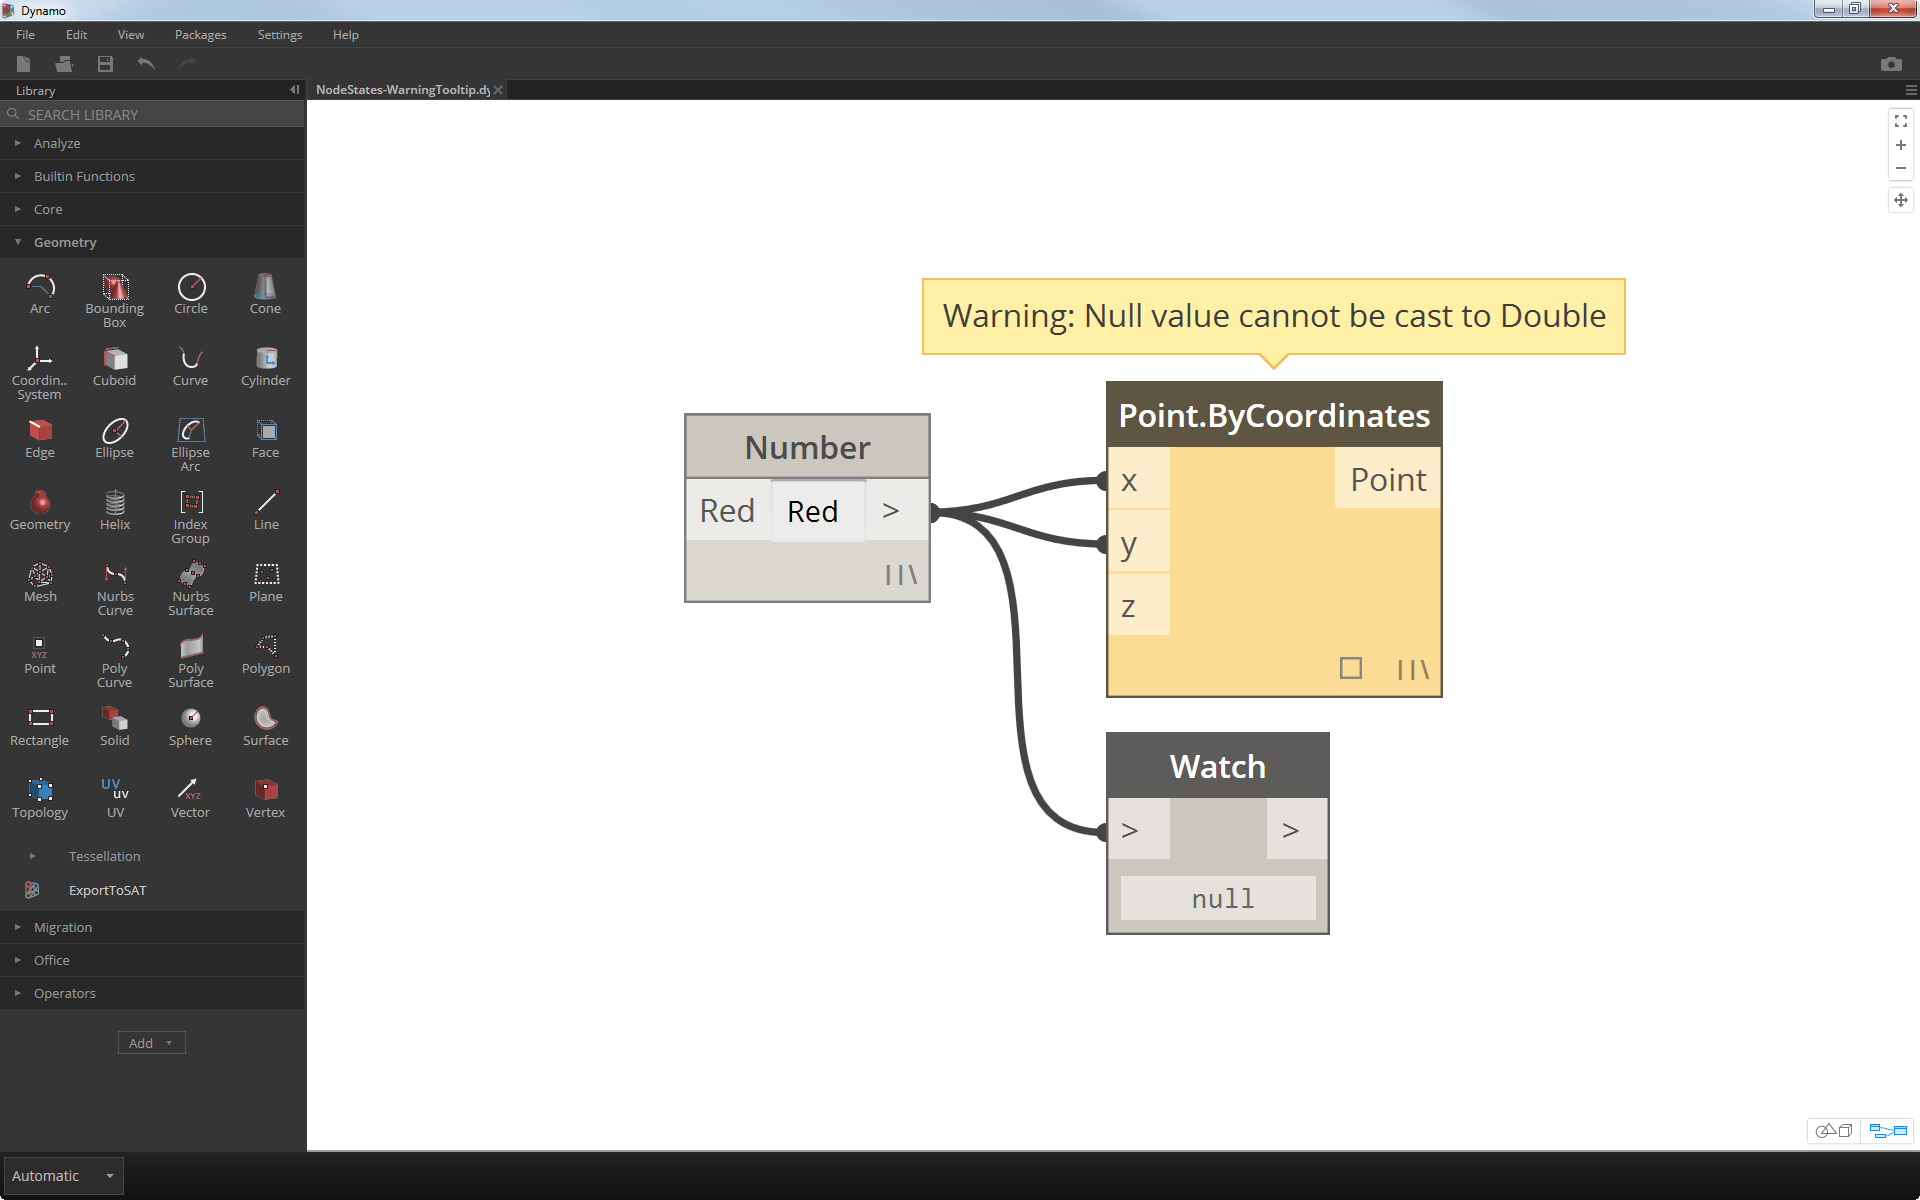 Dynamo
File Edit View Packages Settings Help
Library
NodeStates-WarningTooltip.dy
SEARCH LIBRARY
Analyze
Builtin Functions
Core
Geometry
Arc Bounding Box Circle Cone
Coordin.. System Cuboid Curve Cylinder
Edge Ellipse Ellipse Arc Face
Geometry Helix Index Group Line
Mesh Nurbs Curve Nurbs Surface Plane
XYZ
Point Poly Curve Poly Surface Polygon
Rectangle Solid Sphere Surface
UV uv XYZ
Topology UV Vector Vertex
Tessellation
ExportToSAT
Migration
Office
Operators
Add
Automatic
Warning: Null value cannot be cast to Double
Number
Red Red >
Point.ByCoordinates
x Point
y
z
Watch
> >
null